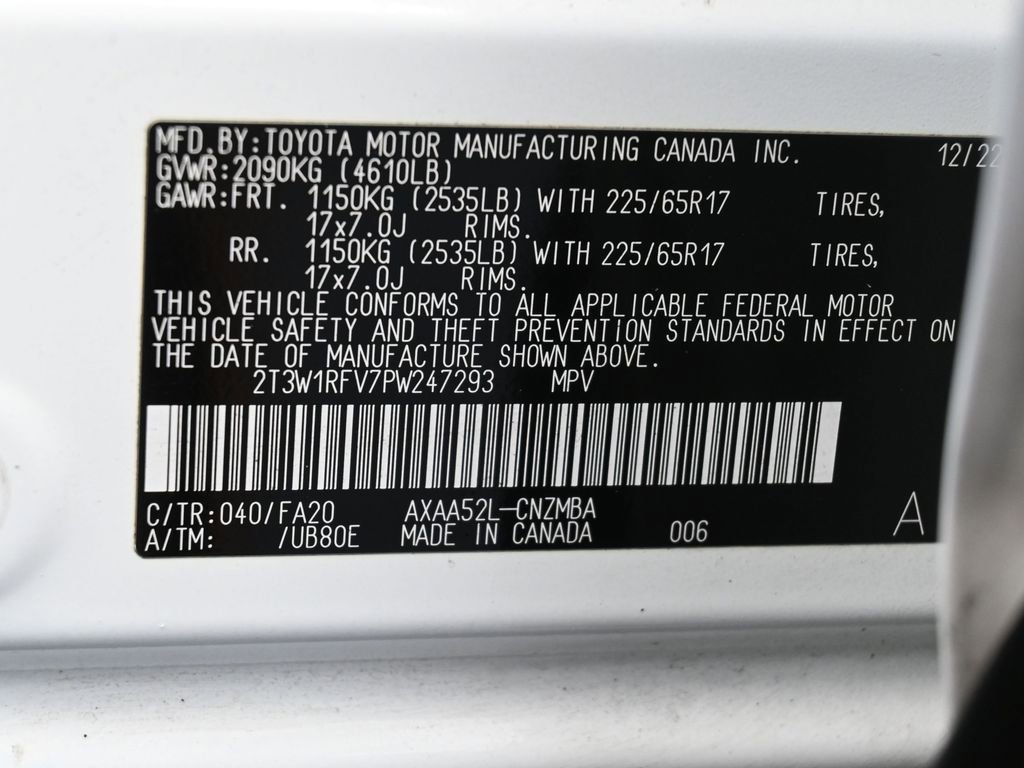 MFD.BY:TOYOTA MOTOR MANUFACTURING CANADA INC. 12/22
GVWR:2090KG (4610LB)
GAWR:FRT. 1150KG (2535LB) WITH 225/65R17 TIRES,
17x7.0J RIMS.
RR. 1150KG (2535LB) WITH 225/65R17 TIRES,
17x7.0J RIMS.
THIS VEHICLE CONFORMS TO ALL APPLICABLE FEDERAL MOTOR
VEHICLE SAFETY AND THEFT PREVENTION STANDARDS IN EFFECT ON
THE DATE OF MANUFACTURE SHOWN ABOVE.
2T3W1RFV7PW247293 MPV
C/TR:040/FA20 AXAA52L-CNZMBA A
A/TM: /UB80E MADE IN CANADA 006